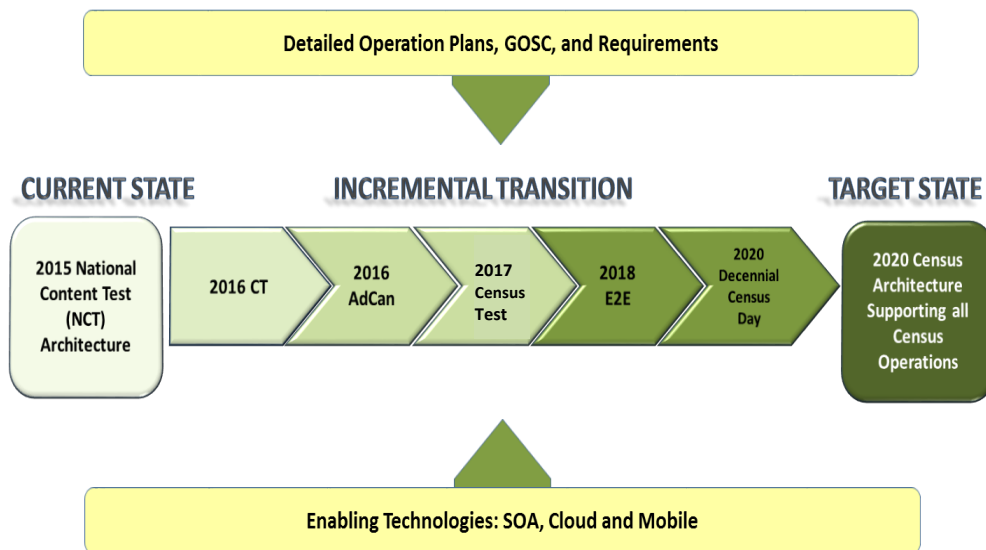 Detailed Operation Plans, GOSC, and Requirements
CURRENT STATE
INCREMENTAL TRANSITION
TARGET STATE
2015 National
Content Test
(NCT)
Architecture
2016 CT
2016
AdCan
2017
Census
Test
2018
E2E
2020
Decennial
Census
Day
2020 Census
Architecture
Supporting all
Census
Operations
Enabling Technologies: SOA, Cloud and Mobile